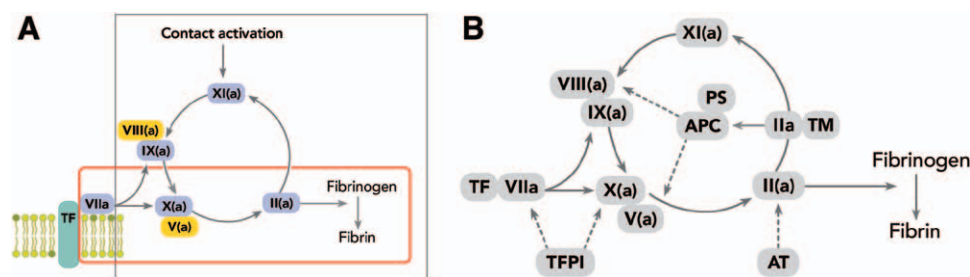 A
Contact activation
XI(a)
VIII(a)
IX(a)
TF
VIIa
X(a)
V(a)
II(a)
Fibrinogen
Fibrin
B
XI(a)
VIII(a)
IX(a)
PS
APC
IIa
TM
TF
VIIa
X(a)
V(a)
II(a)
Fibrinogen
Fibrin
TFPI
AT